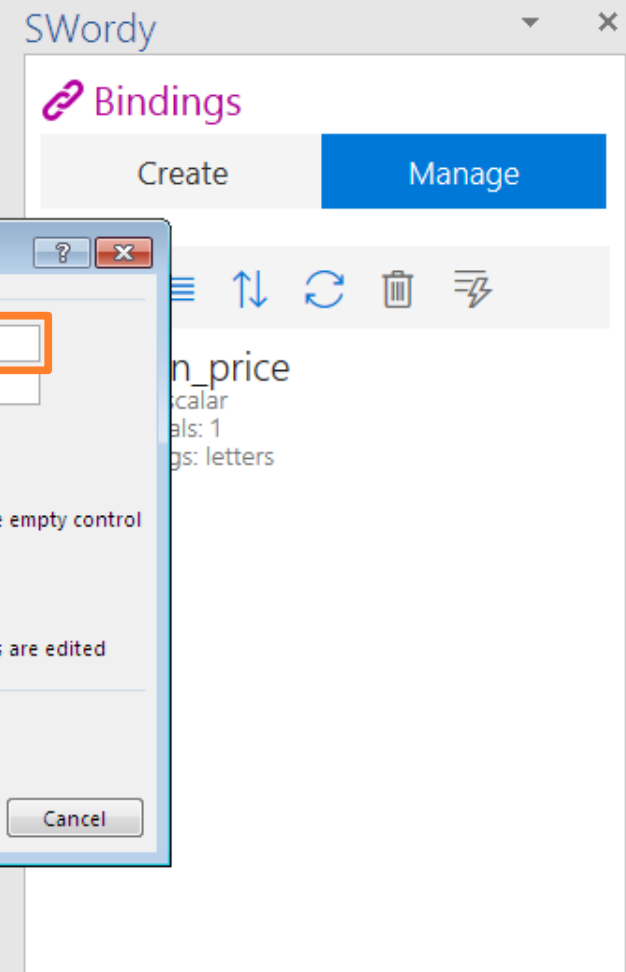 SWordy
Bindings
Create Manage
n_price
scalar
als: 1
gs: letters
empty control
are edited
Cancel